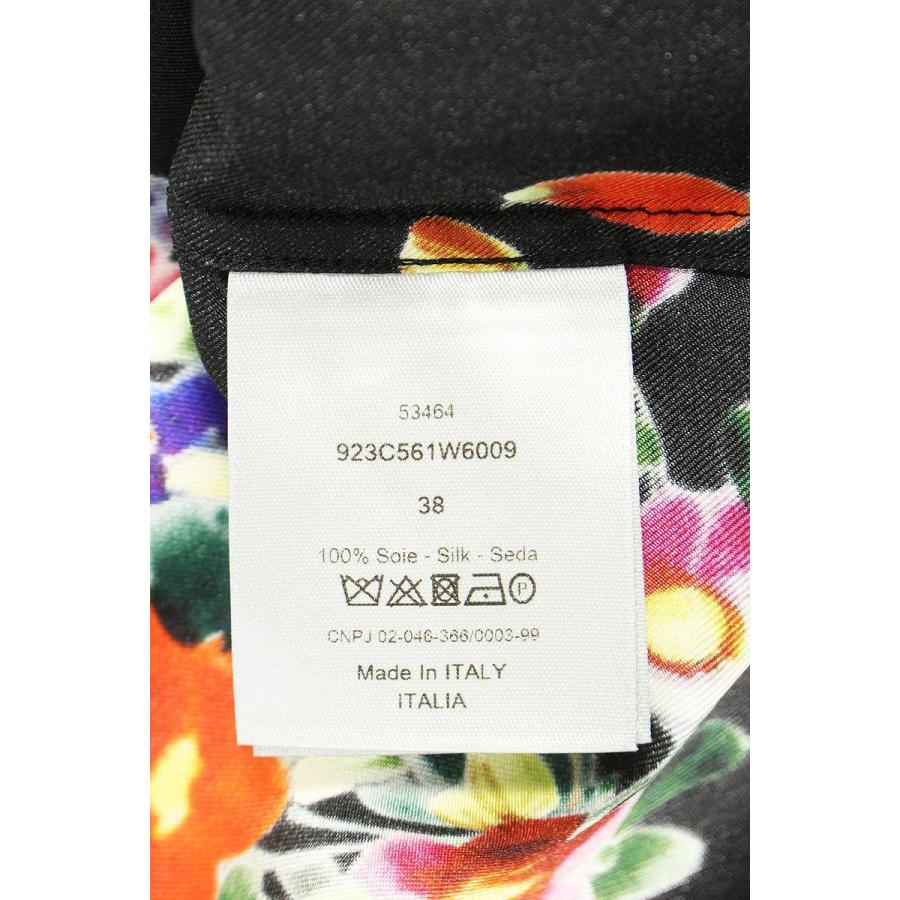 53464
923C561W6009
38
100% Soie - Silk - Seda
P
CNPJ 02-046-366/0003-99
Made In ITALY
ITALIA